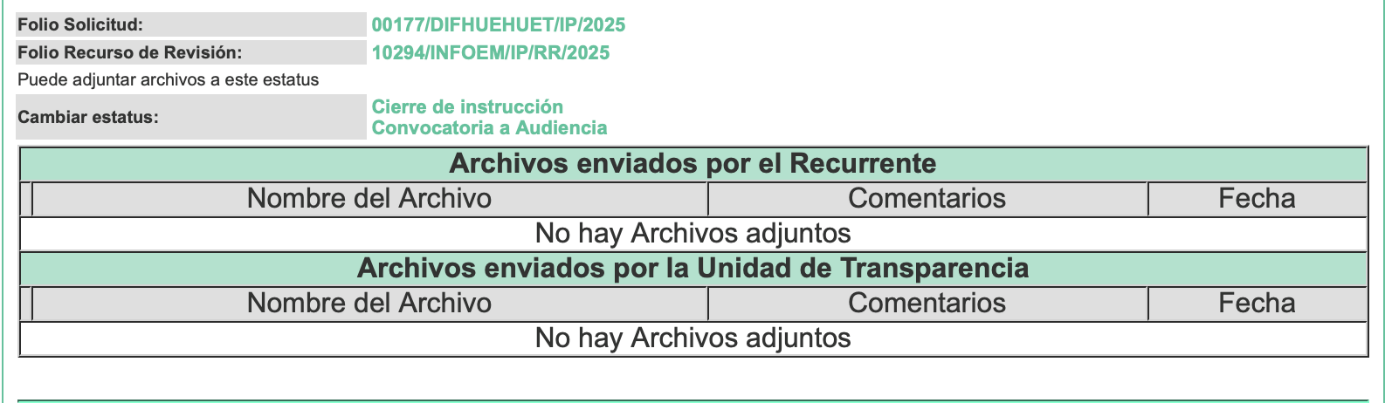 Folio Solicitud: 00177/DIFHUEHUET/IP/2025
Folio Recurso de Revisión: 10294/INFOEM/IP/RR/2025
Puede adjuntar archivos a este estatus
Cambiar estatus: Cierre de instrucción
Convocatoria a Audiencia
Archivos enviados por el Recurrente
Nombre del Archivo Comentarios Fecha
No hay Archivos adjuntos
Archivos enviados por la Unidad de Transparencia
Nombre del Archivo Comentarios Fecha
No hay Archivos adjuntos